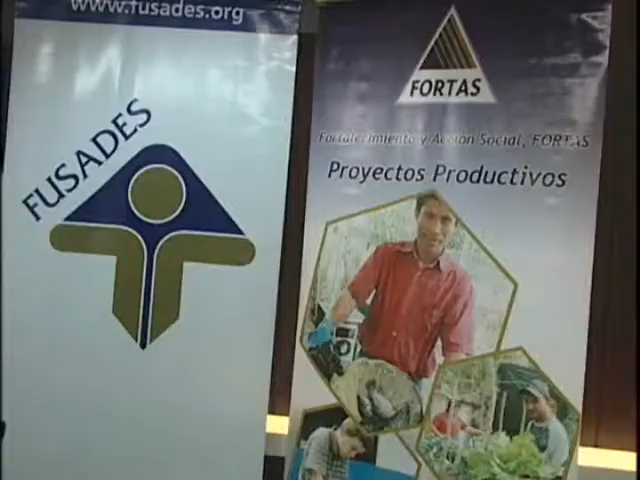 www.fusades.org
FUSADES
FORTAS
Fortalecimiento y Acción Social, FORTAS
Proyectos Productivos